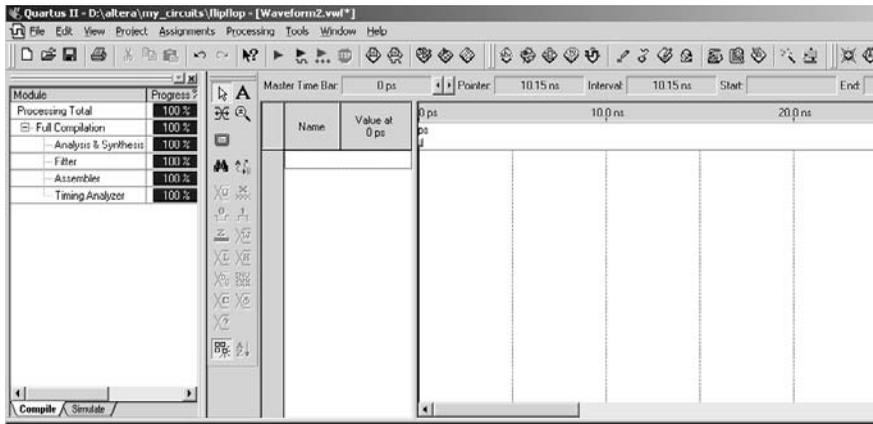 Quartus II - D:\altera\my_circuits\flipflop - [Waveform2.vwf*]
File Edit View Project Assignments Processing Tools Window Help
Module Progress %
Processing Total 100 %
Full Compilation 100 %
Analysis & Synthesis 100 %
Fitter 100 %
Assembler 100 %
Timing Analyzer 100 %
Compile Simulate
Master Time Bar: 0 ps Pointer: 10.15 ns Interval: 10.15 ns Start: End:
Name Value at
0 ps
0 ps 10.0 ns 20.0 ns
ps